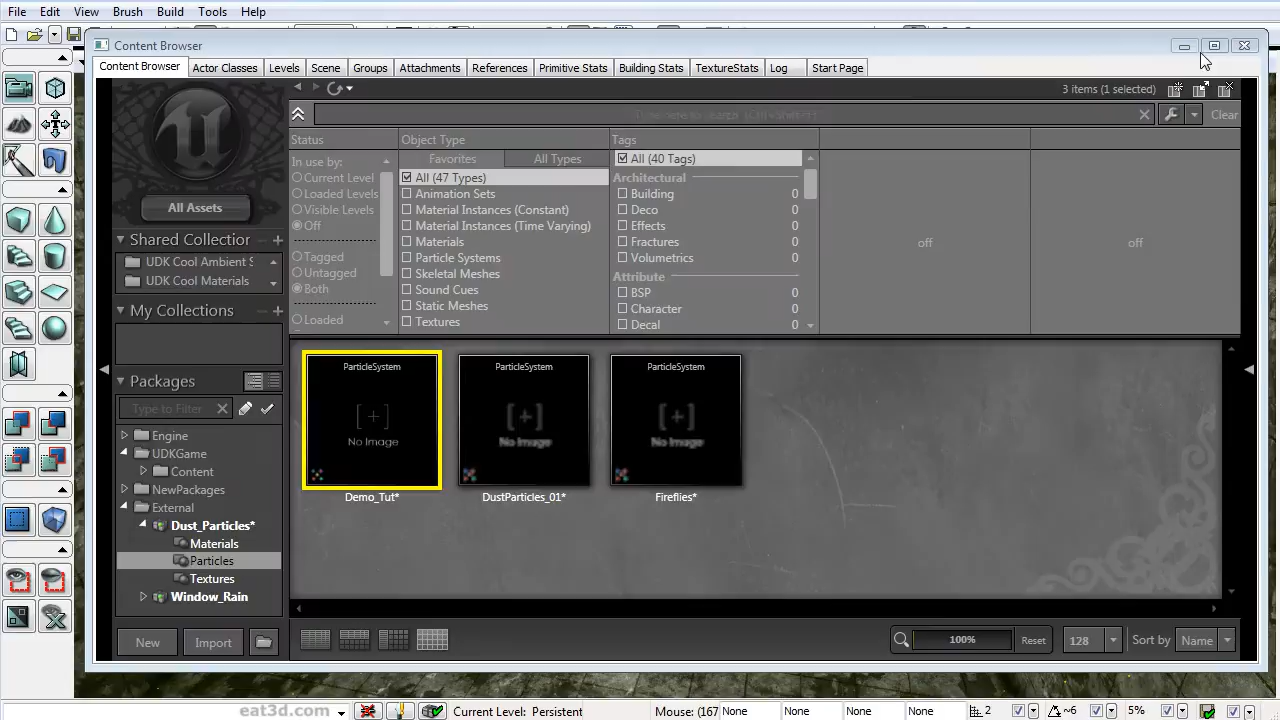 File Edit View Brush Build Tools Help
Content Browser
Content Browser Actor Classes Levels Scene Groups Attachments References Primitive Stats Building Stats TextureStats Log Start Page
3 items (1 selected)
Clear
Status Object Type Tags
In use by: Favorites All Types All (40 Tags)
Current Level All (47 Types) Architectural
Loaded Levels Animation Sets Building 0
Visible Levels Material Instances (Constant) Deco 0
Off Material Instances (Time Varying) Effects 0
Materials Fractures 0
off off
Tagged Particle Systems Volumetrics 0
Untagged Skeletal Meshes Attribute
Both Sound Cues BSP 0
Static Meshes Character 0
Loaded Textures Decal 0
All Assets
Shared Collection
UDK Cool Ambient S
UDK Cool Materials
My Collections
Packages
Type to Filter
Engine
UDKGame
Content
NewPackages
External
Dust_Particles*
Materials
Particles
Textures
Window_Rain
New Import
ParticleSystem ParticleSystem ParticleSystem
[+] [+] [+]
No Image No Image No Image
Demo_Tut* DustParticles_01* Fireflies*
100% Reset 128 Sort by Name
eat3d.com Current Level: Persistent Mouse: (167 None None None None 2 ~6 5%